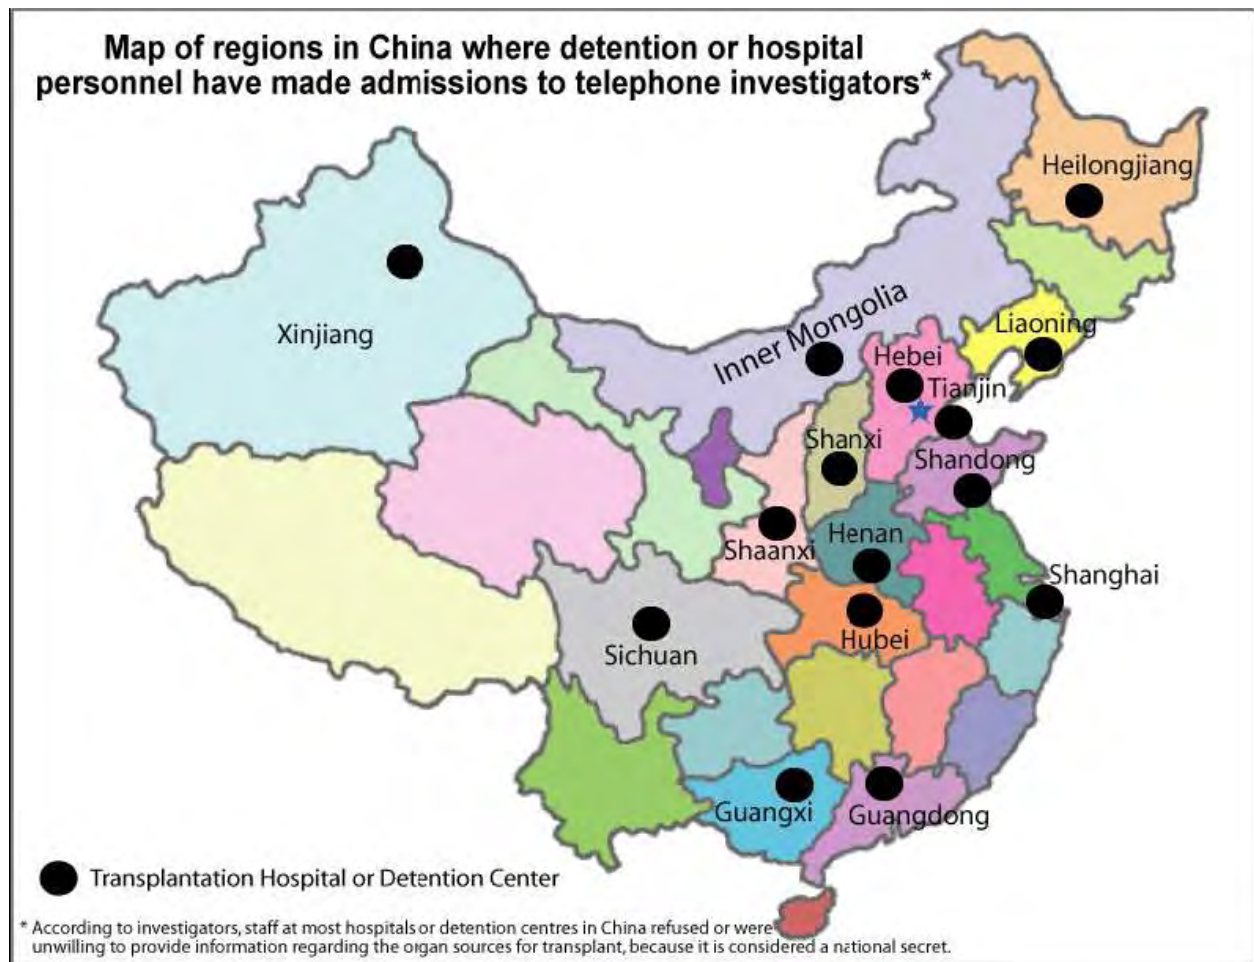 Map of regions in China where detention or hospital
personnel have made admissions to telephone investigators*
Heilongjiang
Xinjiang
Inner Mongolia
Liaoning
Hebei
Tianjin
Shanxi
Shandong
Shaanxi
Henan
Shanghai
Hubei
Sichuan
Guangxi
Guangdong
Transplantation Hospital or Detention Center
* According to investigators, staff at most hospitals or detention centres in China refused or were
unwilling to provide information regarding the organ sources for transplant, because it is considered a national secret.